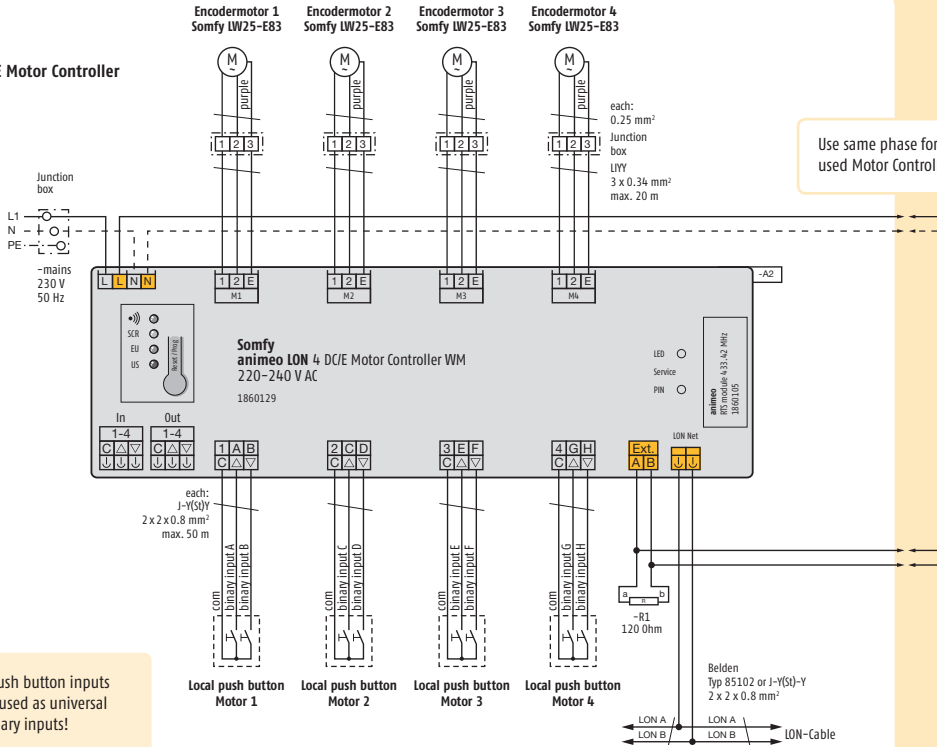 Encodermotor 1
Somfy LW25-E83
Encodermotor 2
Somfy LW25-E83
Encodermotor 3
Somfy LW25-E83
Encodermotor 4
Somfy LW25-E83
E Motor Controller
M ~
M ~
M ~
M ~
purple
purple
purple
purple
each:
0.25 mm²
1 2 3
1 2 3
1 2 3
1 2 3
Junction
box
LIYY
3 x 0.34 mm²
max. 20 m
Use same phase for
used Motor Control
Junction
box
L1
N
PE
~mains
230 V
50 Hz
L L N N
1 2 E
M1
1 2 E
M2
1 2 E
M3
1 2 E
M4
-A2
SCR
EU
US
Reset / Prog
Somfy
animeo LON 4 DC/E Motor Controller WM
220-240 V AC
1860129
LED
Service
PIN
animeo
RTS module 433.42 MHz
1860105
In
1-4
C
Out
1-4
C
1 A B
C
2 C D
C
3 E F
C
4 G H
C
Ext.
A B
LON Net
each:
J-Y(St)Y
2 x 2 x 0.8 mm²
max. 50 m
com
binary input A
binary input B
com
binary input C
binary input D
com
binary input E
binary input F
com
binary input G
binary input H
a b
-R1
120 Ohm
Local push button
Motor 1
Local push button
Motor 2
Local push button
Motor 3
Local push button
Motor 4
ush button inputs
used as universal
ary inputs!
Belden
Typ 85102 or J-Y(St)-Y
2 x 2 x 0.8 mm²
LON A
LON A
LON B
LON B
LON-Cable